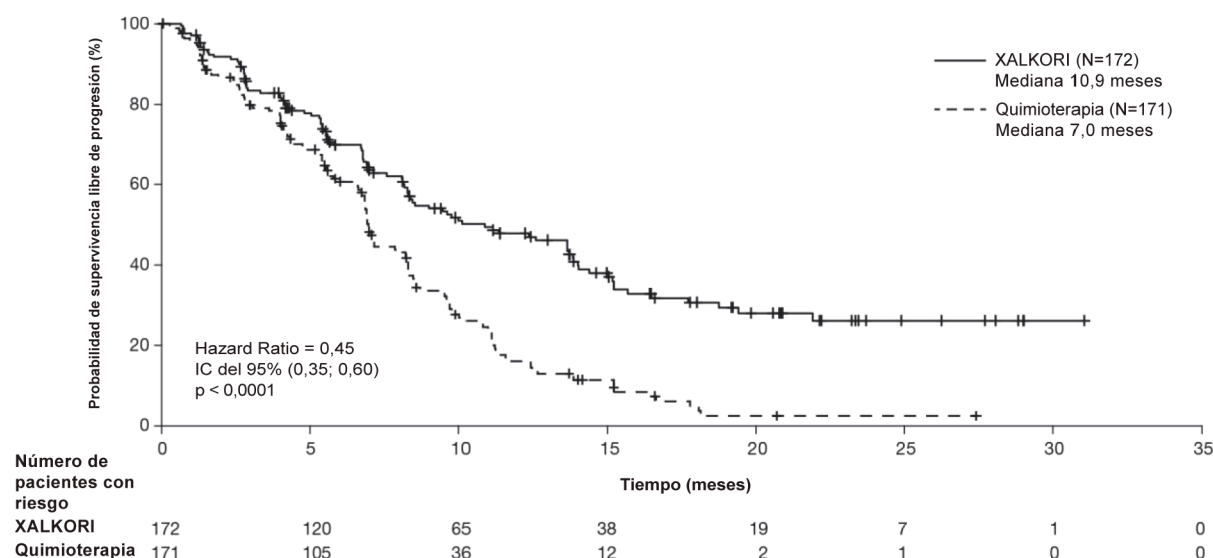 Probabilidad de supervivencia libre de progresión (%)
100
80
60
40
20
0
XALKORI (N=172)
Mediana 10,9 meses
Quimioterapia (N=171)
Mediana 7,0 meses
Hazard Ratio = 0,45
IC del 95% (0,35; 0,60)
p < 0,0001
0 5 10 15 20 25 30 35
Tiempo (meses)
Número de
pacientes con
riesgo
XALKORI 172 120 65 38 19 7 1 0
Quimioterapia 171 105 36 12 2 1 0 0